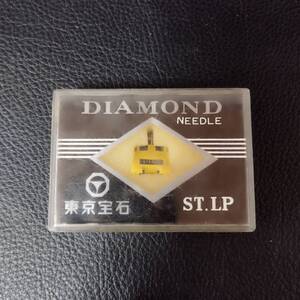 DIAMOND
NEEDLE
東京宝石
ST.LP